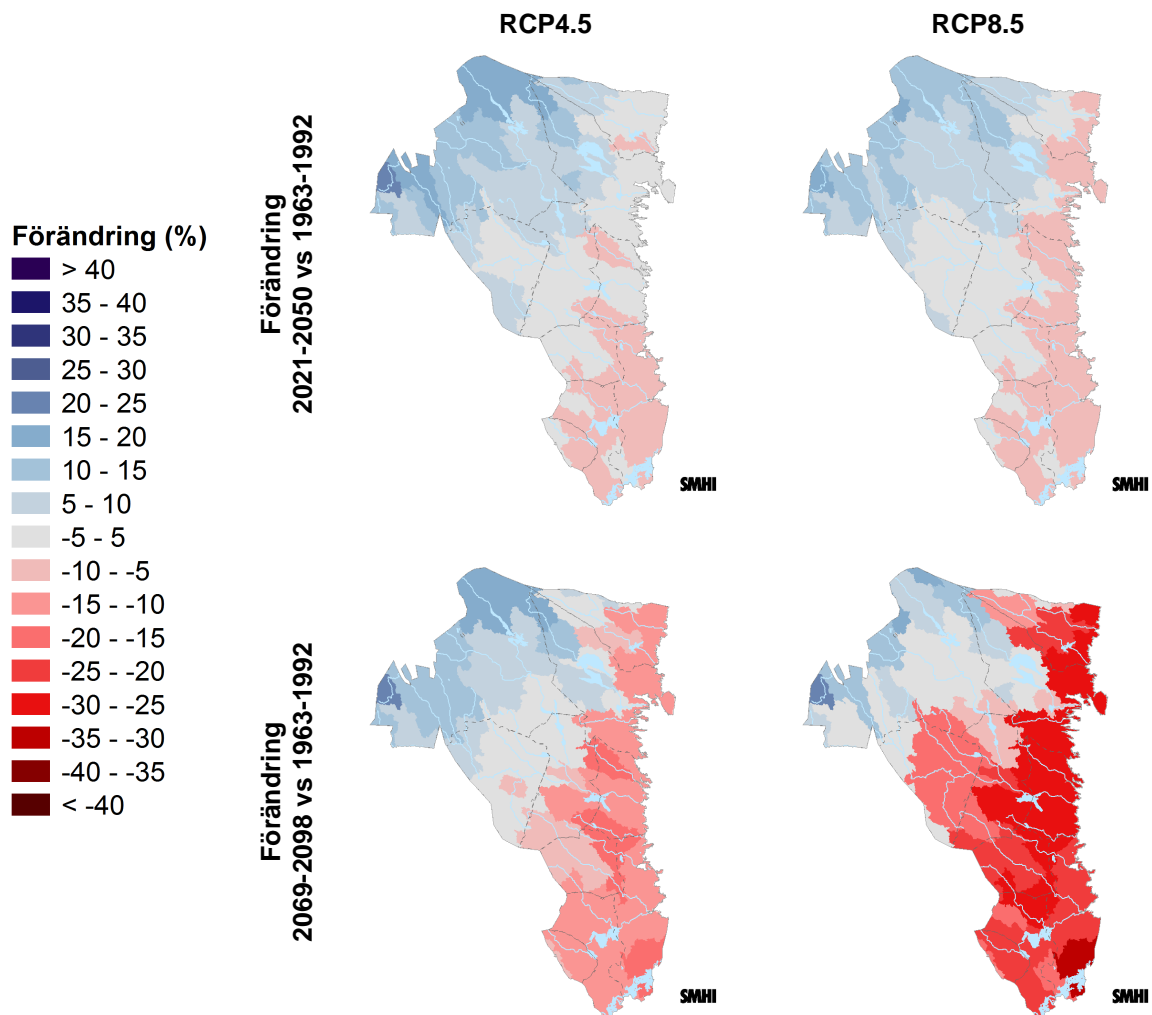 RCP4.5
RCP8.5
Förändring
2021-2050 vs 1963-1992
Förändring (%)
> 40
35 - 40
30 - 35
25 - 30
20 - 25
15 - 20
10 - 15
5 - 10
-5 - 5
-10 - -5
-15 - -10
-20 - -15
-25 - -20
-30 - -25
-35 - -30
-40 - -35
< -40
SMHI
SMHI
Förändring
2069-2098 vs 1963-1992
SMHI
SMHI